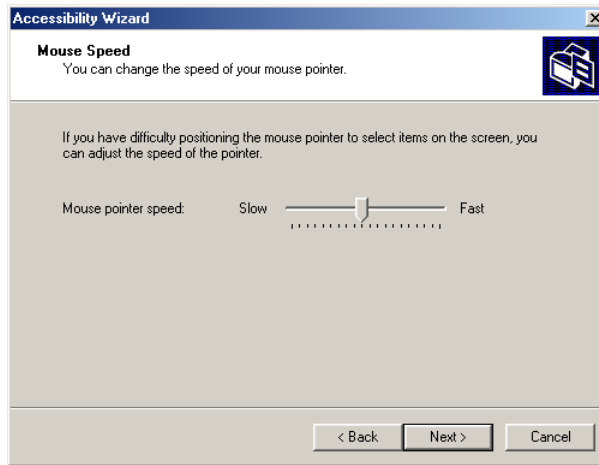 Accessibility Wizard
Mouse Speed
You can change the speed of your mouse pointer.
If you have difficulty positioning the mouse pointer to select items on the screen, you
can adjust the speed of the pointer.
Mouse pointer speed: Slow Fast
< Back Next > Cancel